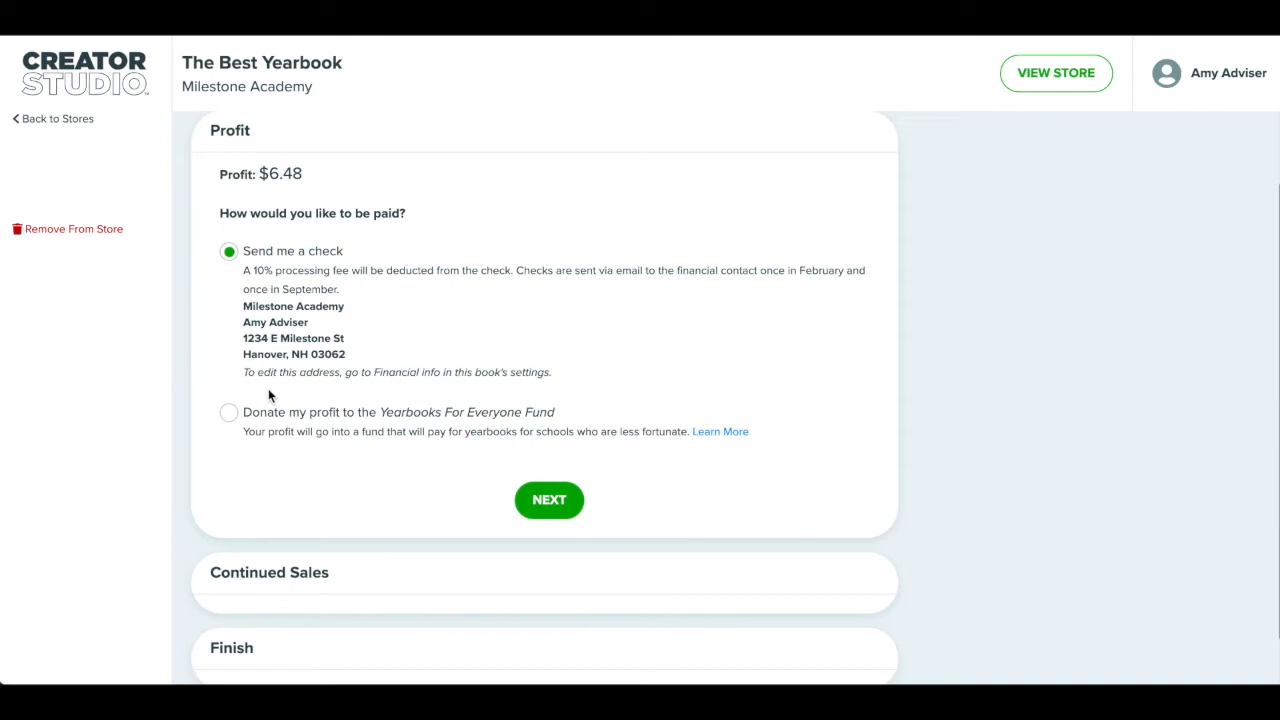 CREATOR
STUDIO
Back to Stores
Remove From Store
The Best Yearbook
Milestone Academy
VIEW STORE
Amy Adviser
Profit
Profit: $6.48
How would you like to be paid?
Send me a check
A 10% processing fee will be deducted from the check. Checks are sent via email to the financial contact once in February and
once in September.
Milestone Academy
Amy Adviser
1234 E Milestone St
Hanover, NH 03062
To edit this address, go to Financial info in this book's settings.
Donate my profit to the Yearbooks For Everyone Fund
Your profit will go into a fund that will pay for yearbooks for schools who are less fortunate. Learn More
NEXT
Continued Sales
Finish